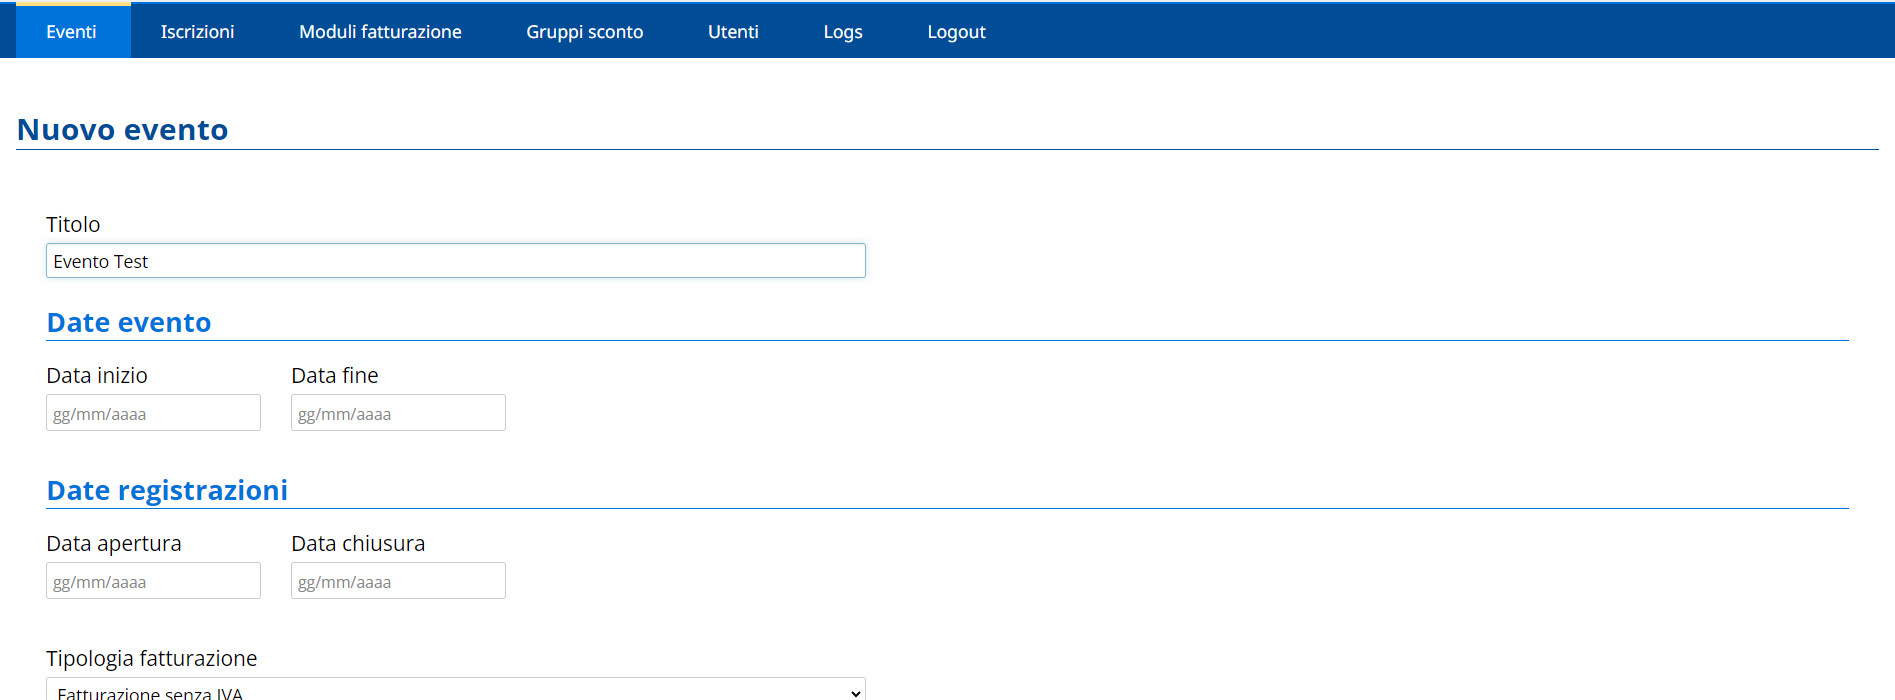 Eventi Iscrizioni Moduli fatturazione Gruppi sconto Utenti Logs Logout
Nuovo evento
Titolo
Evento Test
Date evento
Data inizio Data fine
gg/mm/aaaa gg/mm/aaaa
Date registrazioni
Data apertura Data chiusura
gg/mm/aaaa gg/mm/aaaa
Tipologia fatturazione
Fatturazione senza IVA